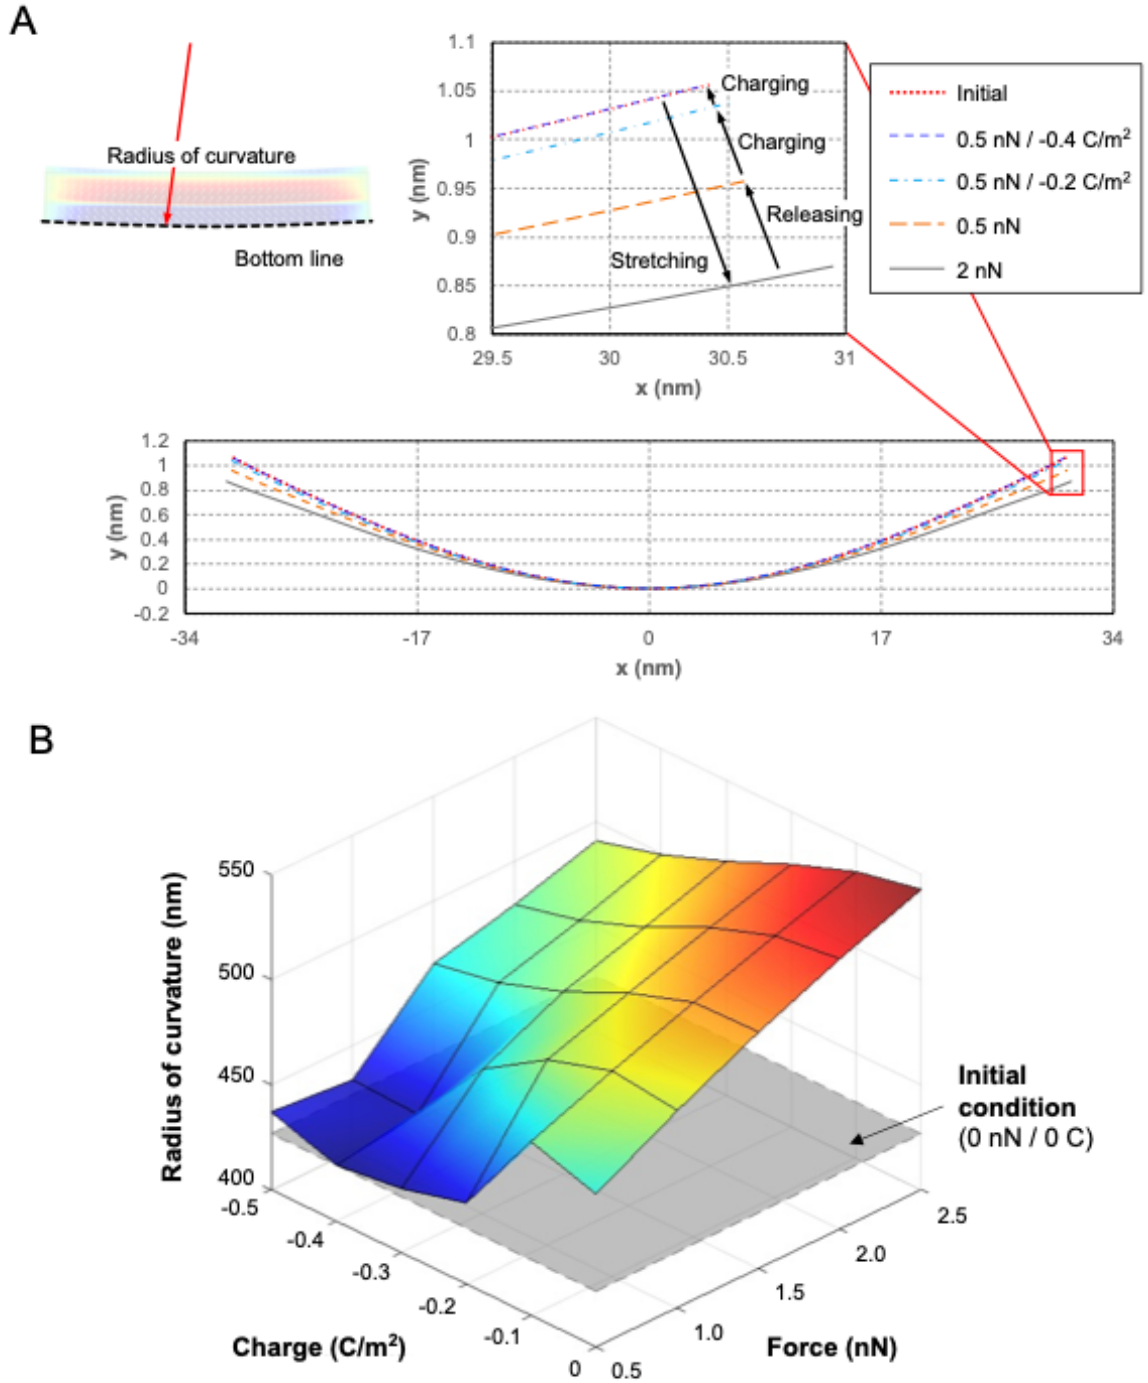 A
Radius of curvature
Bottom line
1.1
1.05
1
0.95
0.9
0.85
0.8
y (nm)
29.5 30 30.5 31
x (nm)
Charging
Charging
Releasing
Stretching
Initial
0.5 nN / -0.4 C/m²
0.5 nN / -0.2 C/m²
0.5 nN
2 nN
1.2
1
0.8
0.6
0.4
0.2
0
-0.2
y (nm)
-34 -17 0 17 34
x (nm)
B
550
500
450
400
Radius of curvature (nm)
-0.5
-0.4
-0.3
-0.2
-0.1
0
Charge (C/m²)
0.5
1.0
1.5
2.0
2.5
Force (nN)
Initial
condition
(0 nN / 0 C)